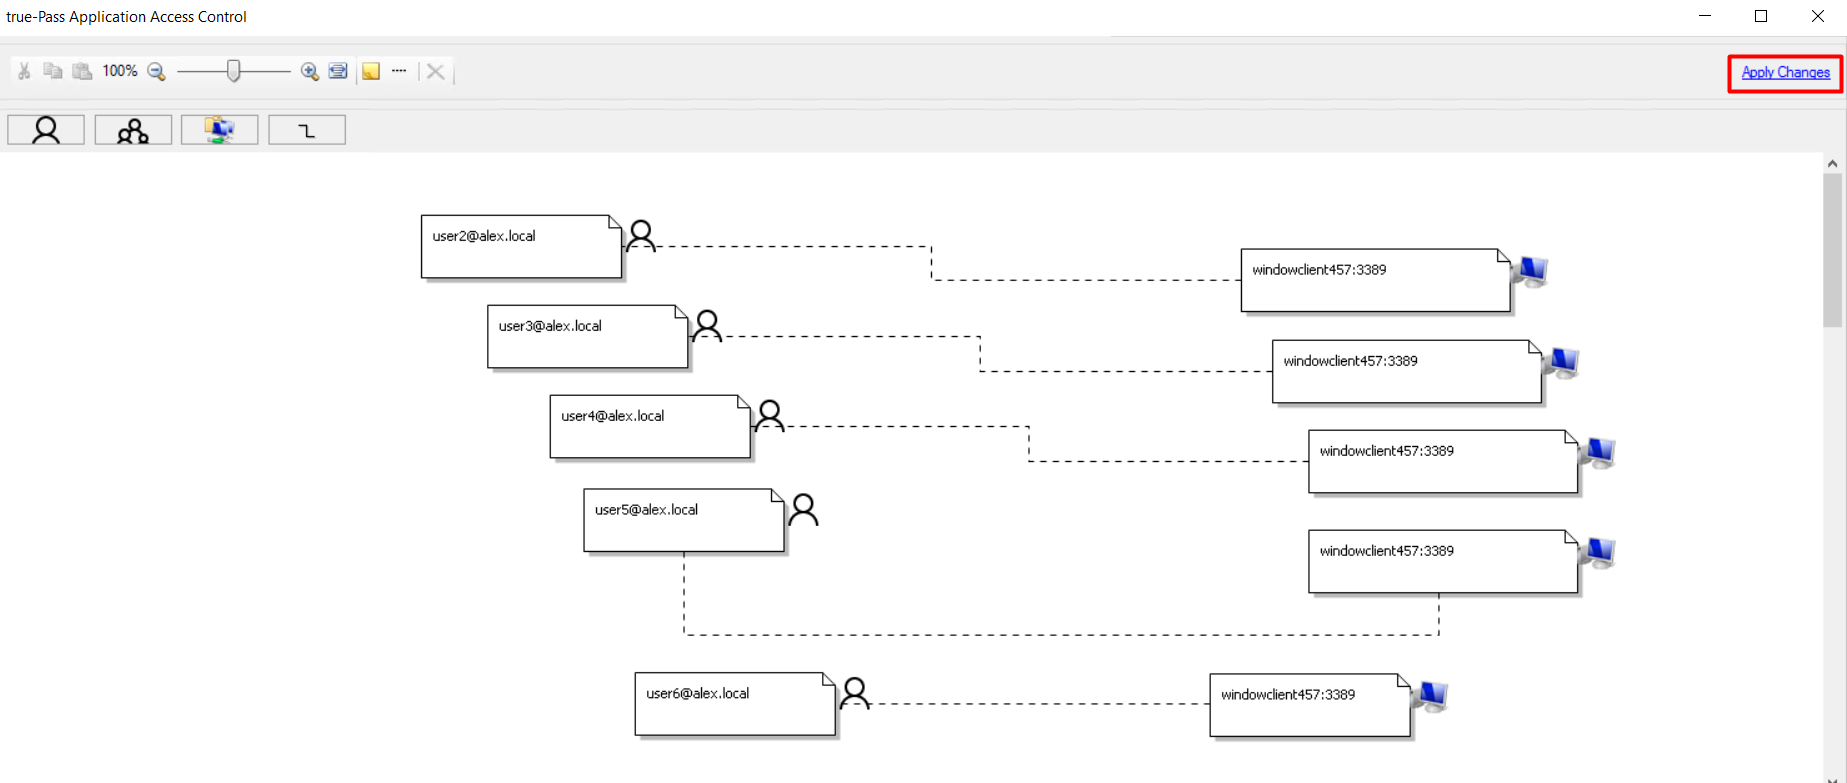 true-Pass Application Access Control
100%
Apply Changes
user2@alex.local
windowclient457:3389
user3@alex.local
windowclient457:3389
user4@alex.local
windowclient457:3389
user5@alex.local
windowclient457:3389
user6@alex.local
windowclient457:3389